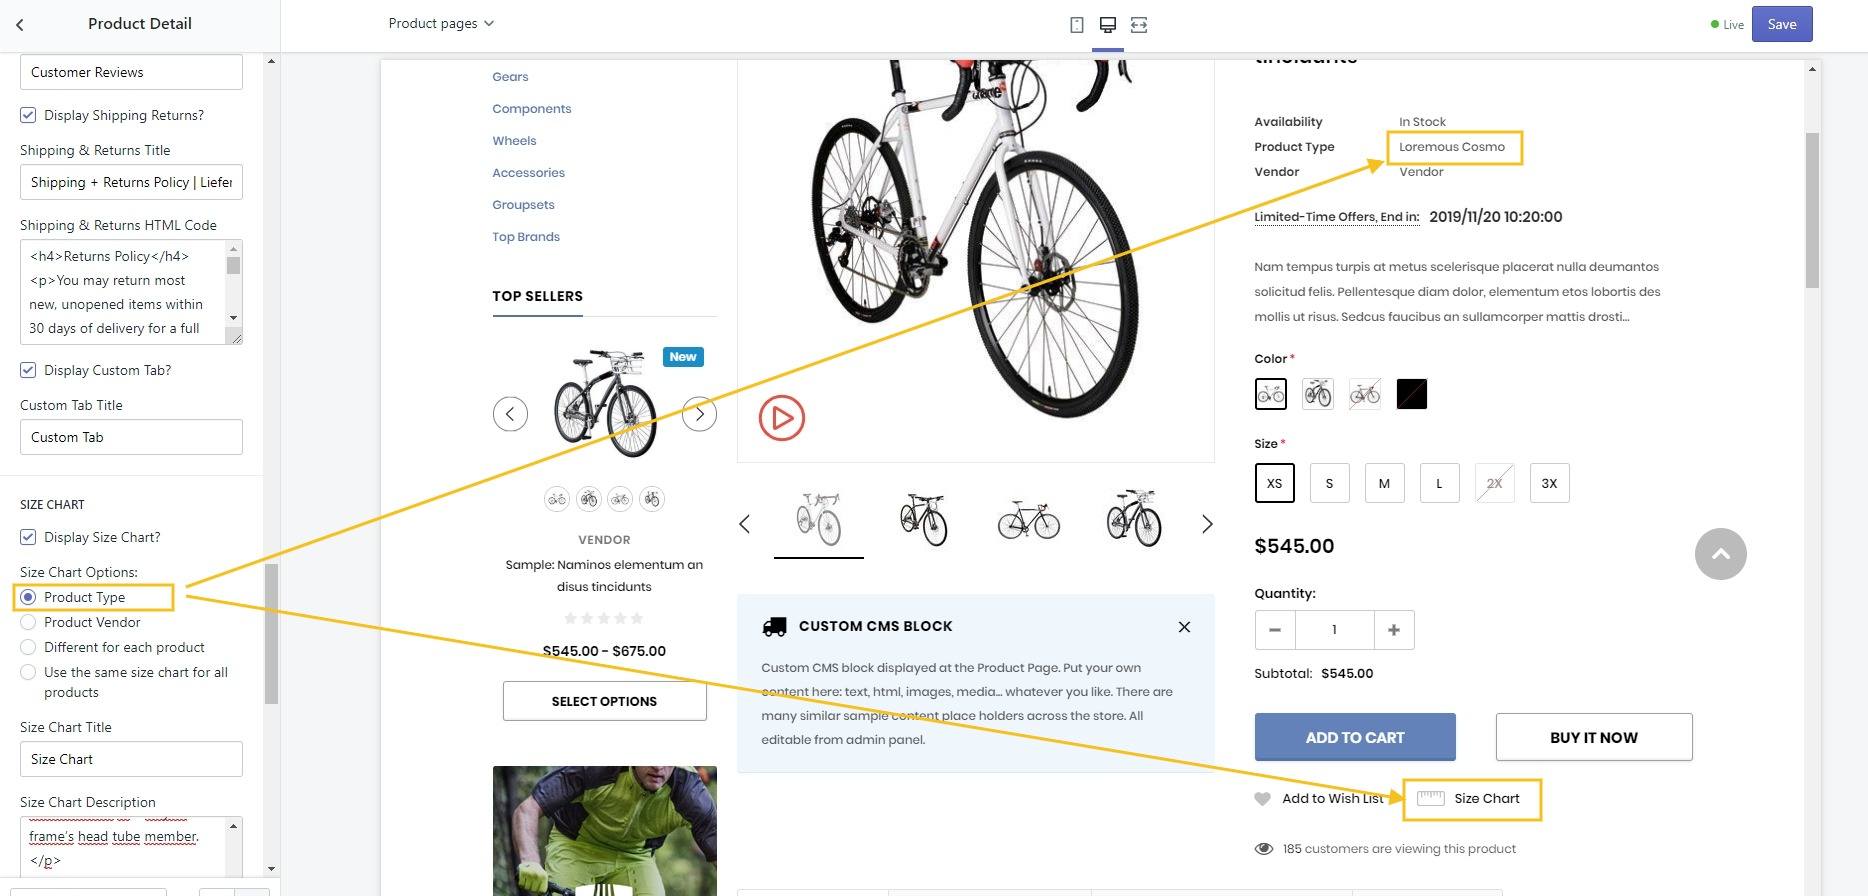 Product Detail
Product pages
Live
Save
Customer Reviews
Display Shipping Returns?
Shipping & Returns Title
Shipping + Returns Policy | Liefer
Shipping & Returns HTML Code
<h4>Returns Policy</h4>
<p>You may return most
new, unopened items within
30 days of delivery for a full
Display Custom Tab?
Custom Tab Title
Custom Tab
SIZE CHART
Display Size Chart?
Size Chart Options:
Product Type
Product Vendor
Different for each product
Use the same size chart for all
products
Size Chart Title
Size Chart
Size Chart Description
frame's head tube member.
</p>
Gears
Components
Wheels
Accessories
Groupsets
Top Brands
TOP SELLERS
New
VENDOR
Sample: Naminos elementum an
disus tincidunts
$545.00 - $675.00
SELECT OPTIONS
CUSTOM CMS BLOCK
Custom CMS block displayed at the Product Page. Put your own
content here: text, html, images, media... whatever you like. There are
many similar sample content place holders across the store. All
editable from admin panel.
tincidunts
Availability In Stock
Product Type Loremous Cosmo
Vendor Vendor
Limited-Time Offers, End in: 2019/11/20 10:20:00
Nam tempus turpis at metus scelerisque placerat nulla deumantos
solicitud felis. Pellentesque diam dolor, elementum etos lobortis des
mollis ut risus. Sedcus faucibus an sullamcorper mattis drosti...
Color *
Size *
XS S M L 2X 3X
$545.00
Quantity:
− 1 +
Subtotal: $545.00
ADD TO CART BUY IT NOW
Add to Wish List Size Chart
185 customers are viewing this product